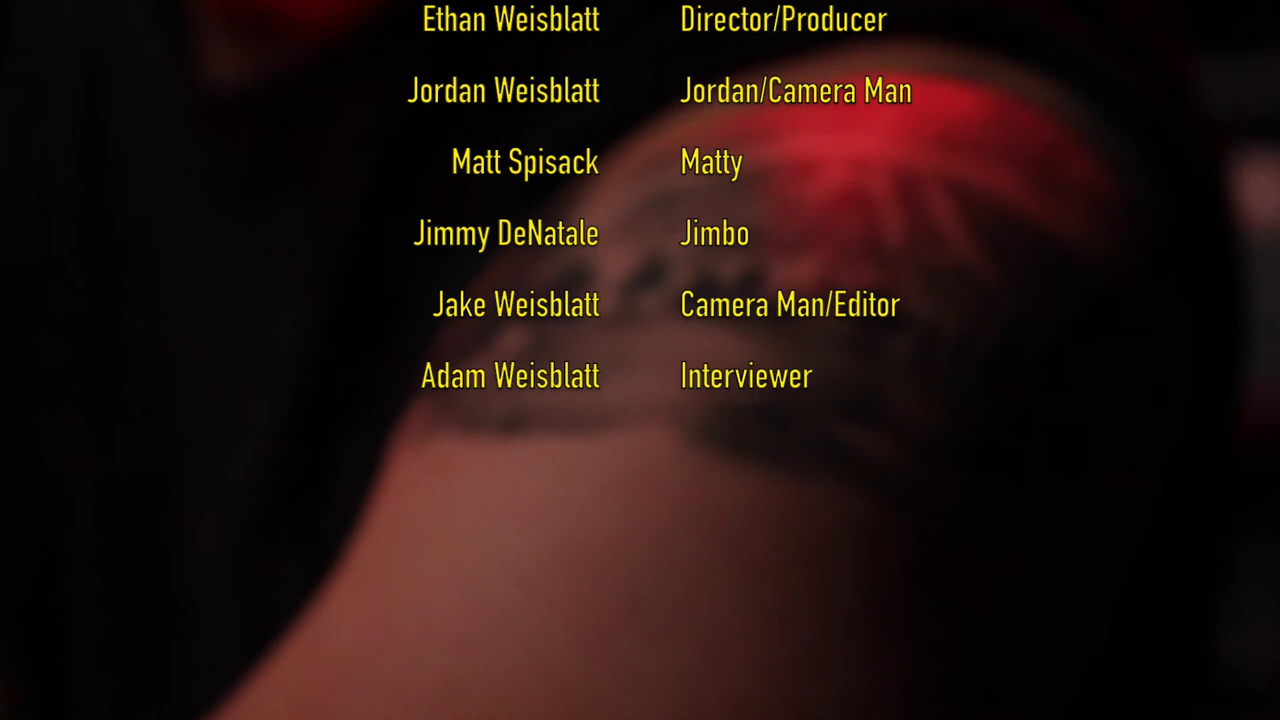 Ethan Weisblatt Director/Producer
Jordan Weisblatt Jordan/Camera Man
Matt Spisack Matty
Jimmy DeNatale Jimbo
Jake Weisblatt Camera Man/Editor
Adam Weisblatt Interviewer